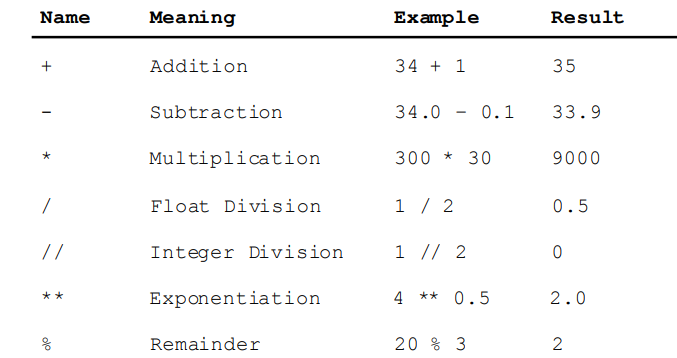 Name Meaning Example Result
+ Addition 34 + 1 35
- Subtraction 34.0 – 0.1 33.9
* Multiplication 300 * 30 9000
/ Float Division 1 / 2 0.5
// Integer Division 1 // 2 0
** Exponentiation 4 ** 0.5 2.0
% Remainder 20 % 3 2